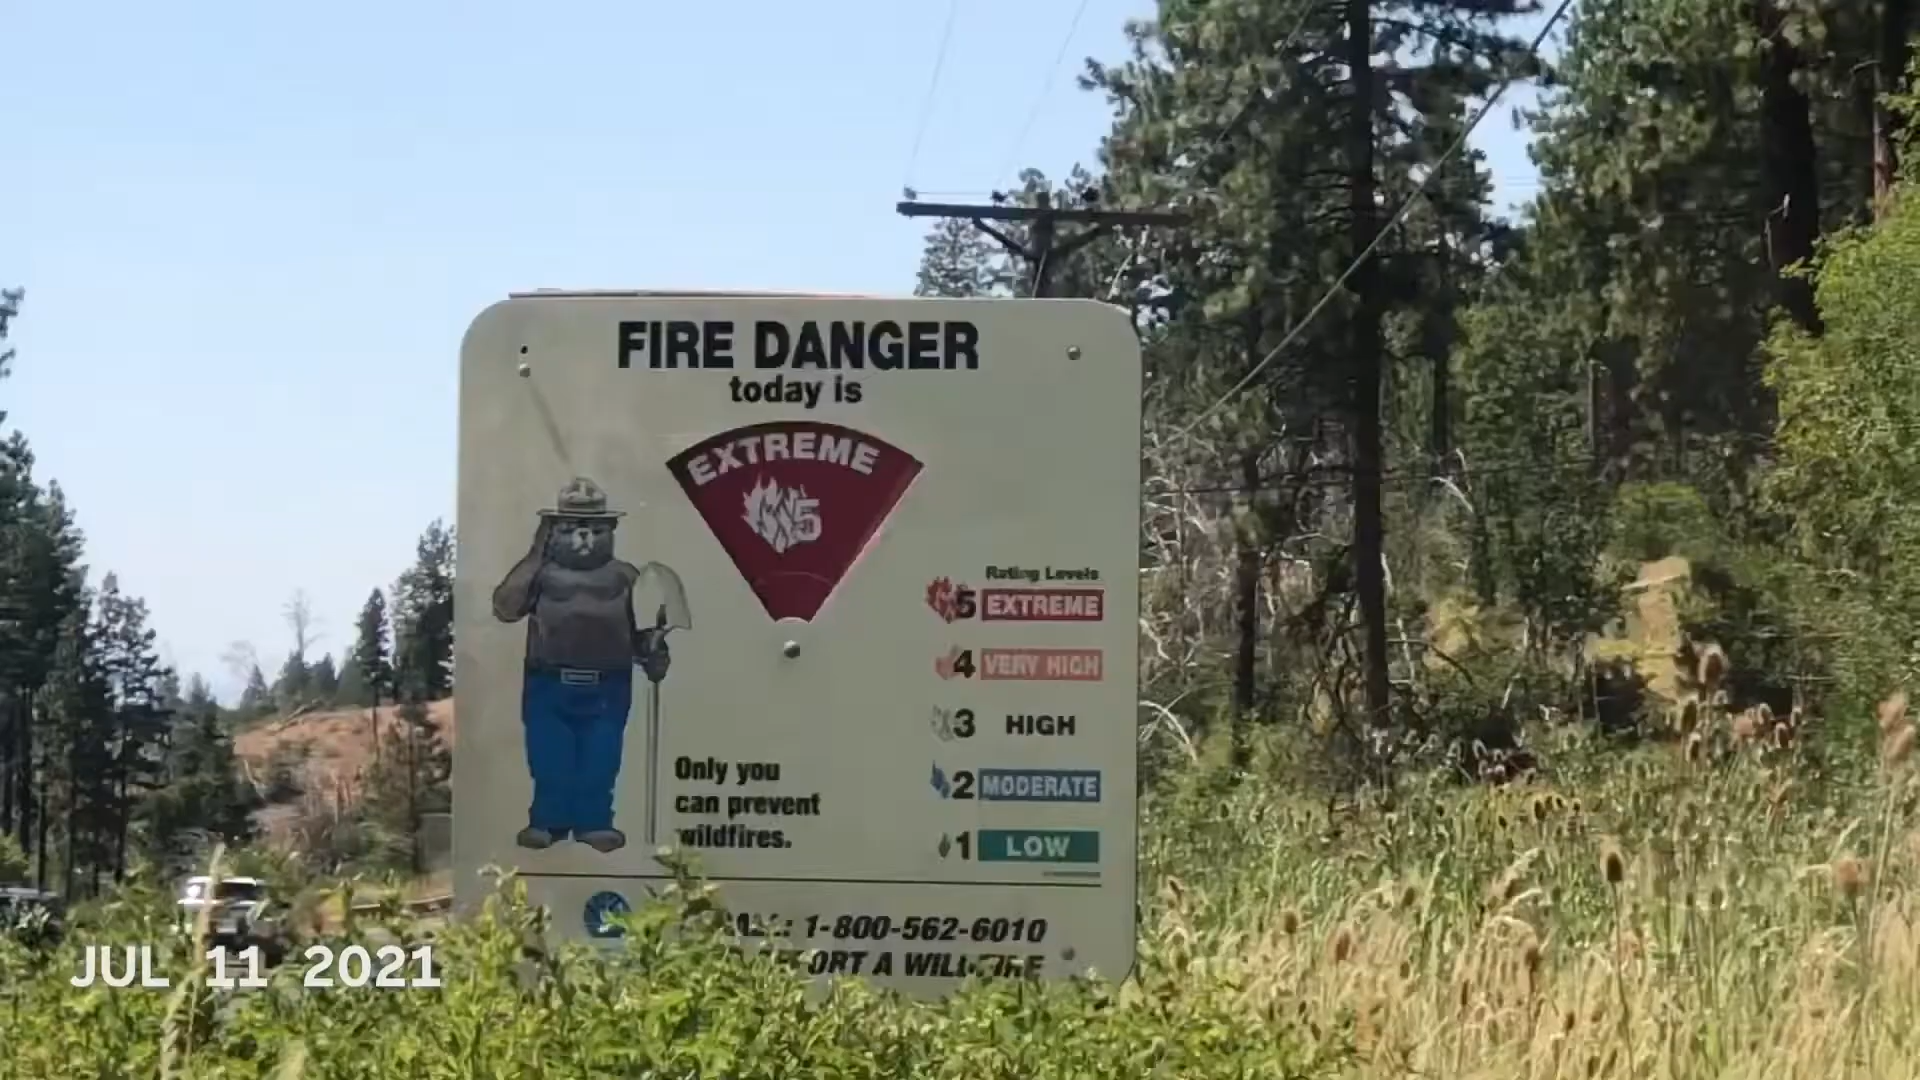 FIRE DANGER
today is
EXTREME
5
Rating Levels
5 EXTREME
4 VERY HIGH
3 HIGH
2 MODERATE
1 LOW
Only you
can prevent
wildfires.
1-800-562-6010
A WILDFIRE
JUL 11 2021